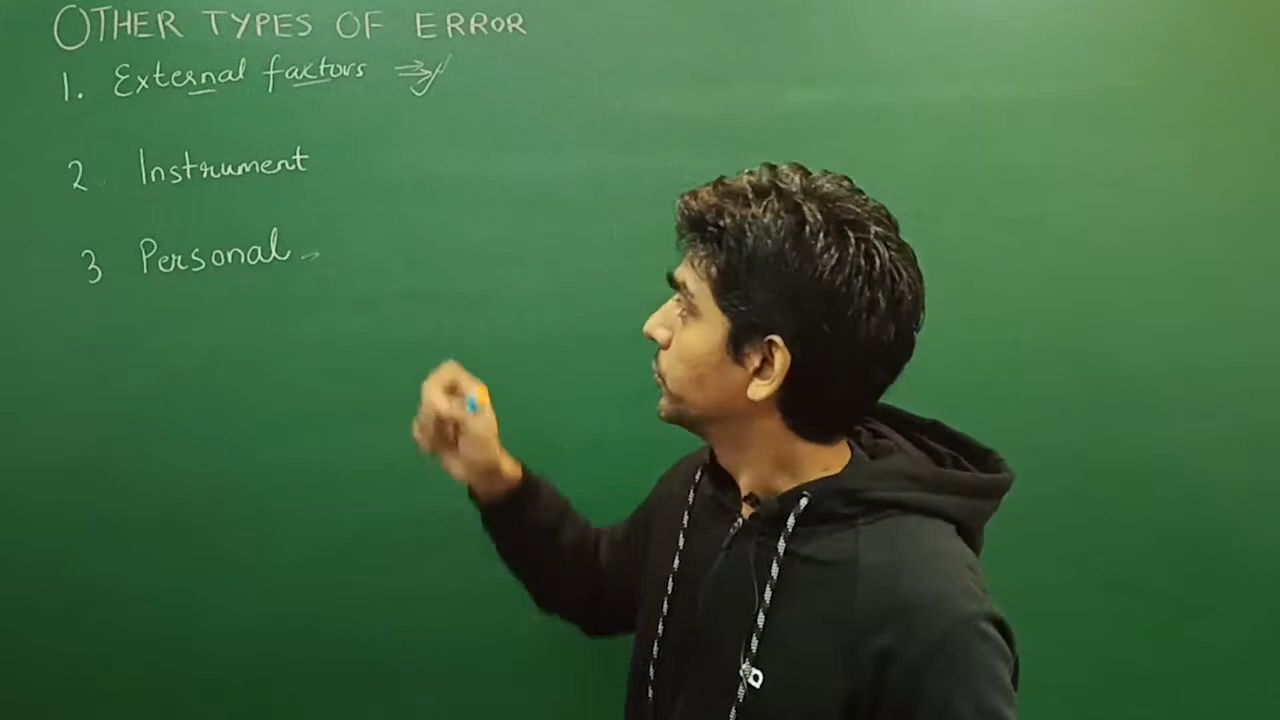 OTHER TYPES OF ERROR
1. External factors ⇒
2 Instrument
3 Personal →